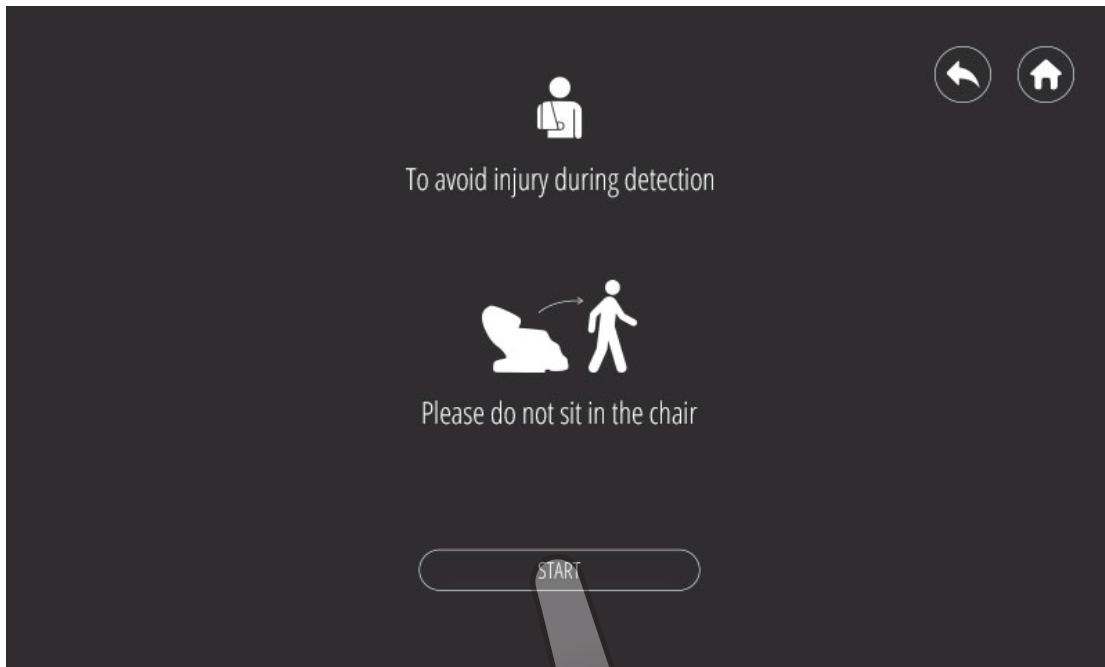 To avoid injury during detection
Please do not sit in the chair
START